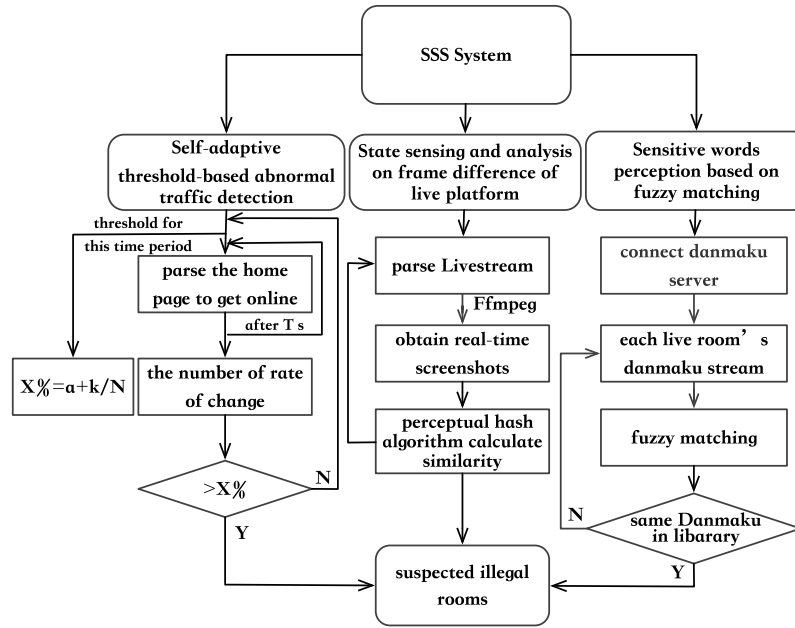 SSS System
Self-adaptive
threshold-based abnormal
traffic detection
State sensing and analysis
on frame difference of
live platform
Sensitive words
perception based on
fuzzy matching
threshold for
this time period
parse the home
page to get online
after T s
X%=α+k/N
the number of rate
of change
>X%
N
Y
parse Livestream
Ffmpeg
obtain real-time
screenshots
perceptual hash
algorithm calculate
similarity
connect danmaku
server
each live room's
danmaku stream
fuzzy matching
same Danmaku
in libarary
N
Y
suspected illegal
rooms